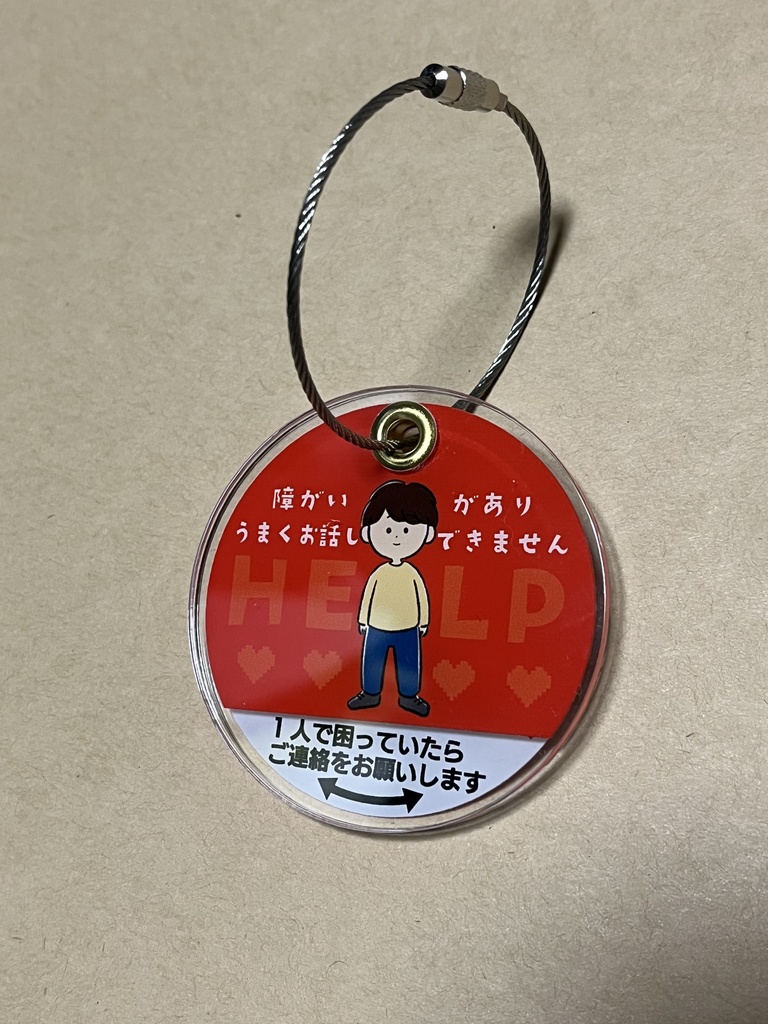 障がい があり
うまくお話し できません
HELP
1人で困っていたら
ご連絡をお願いします